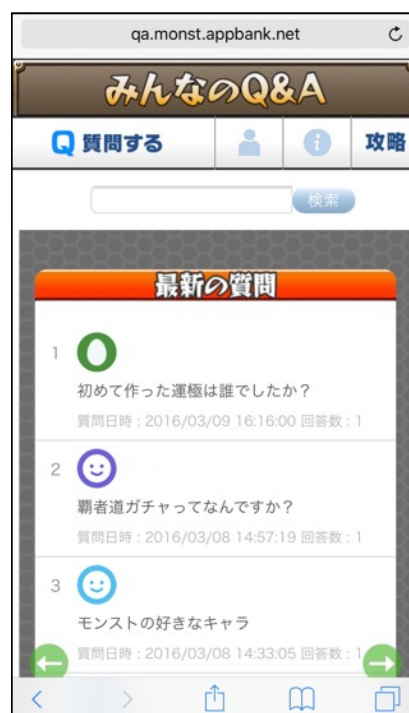 qa.monst.appbank.net
みんなのQ&A
Q 質問する
攻略
検索
最新の質問
1
初めて作った運極は誰でしたか？
質問日時：2016/03/09 16:16:00 回答数：1
2
覇者道ガチャってなんですか？
質問日時：2016/03/08 14:57:19 回答数：1
3
モンストの好きなキャラ
質問日時：2016/03/08 14:33:05 回答数：1